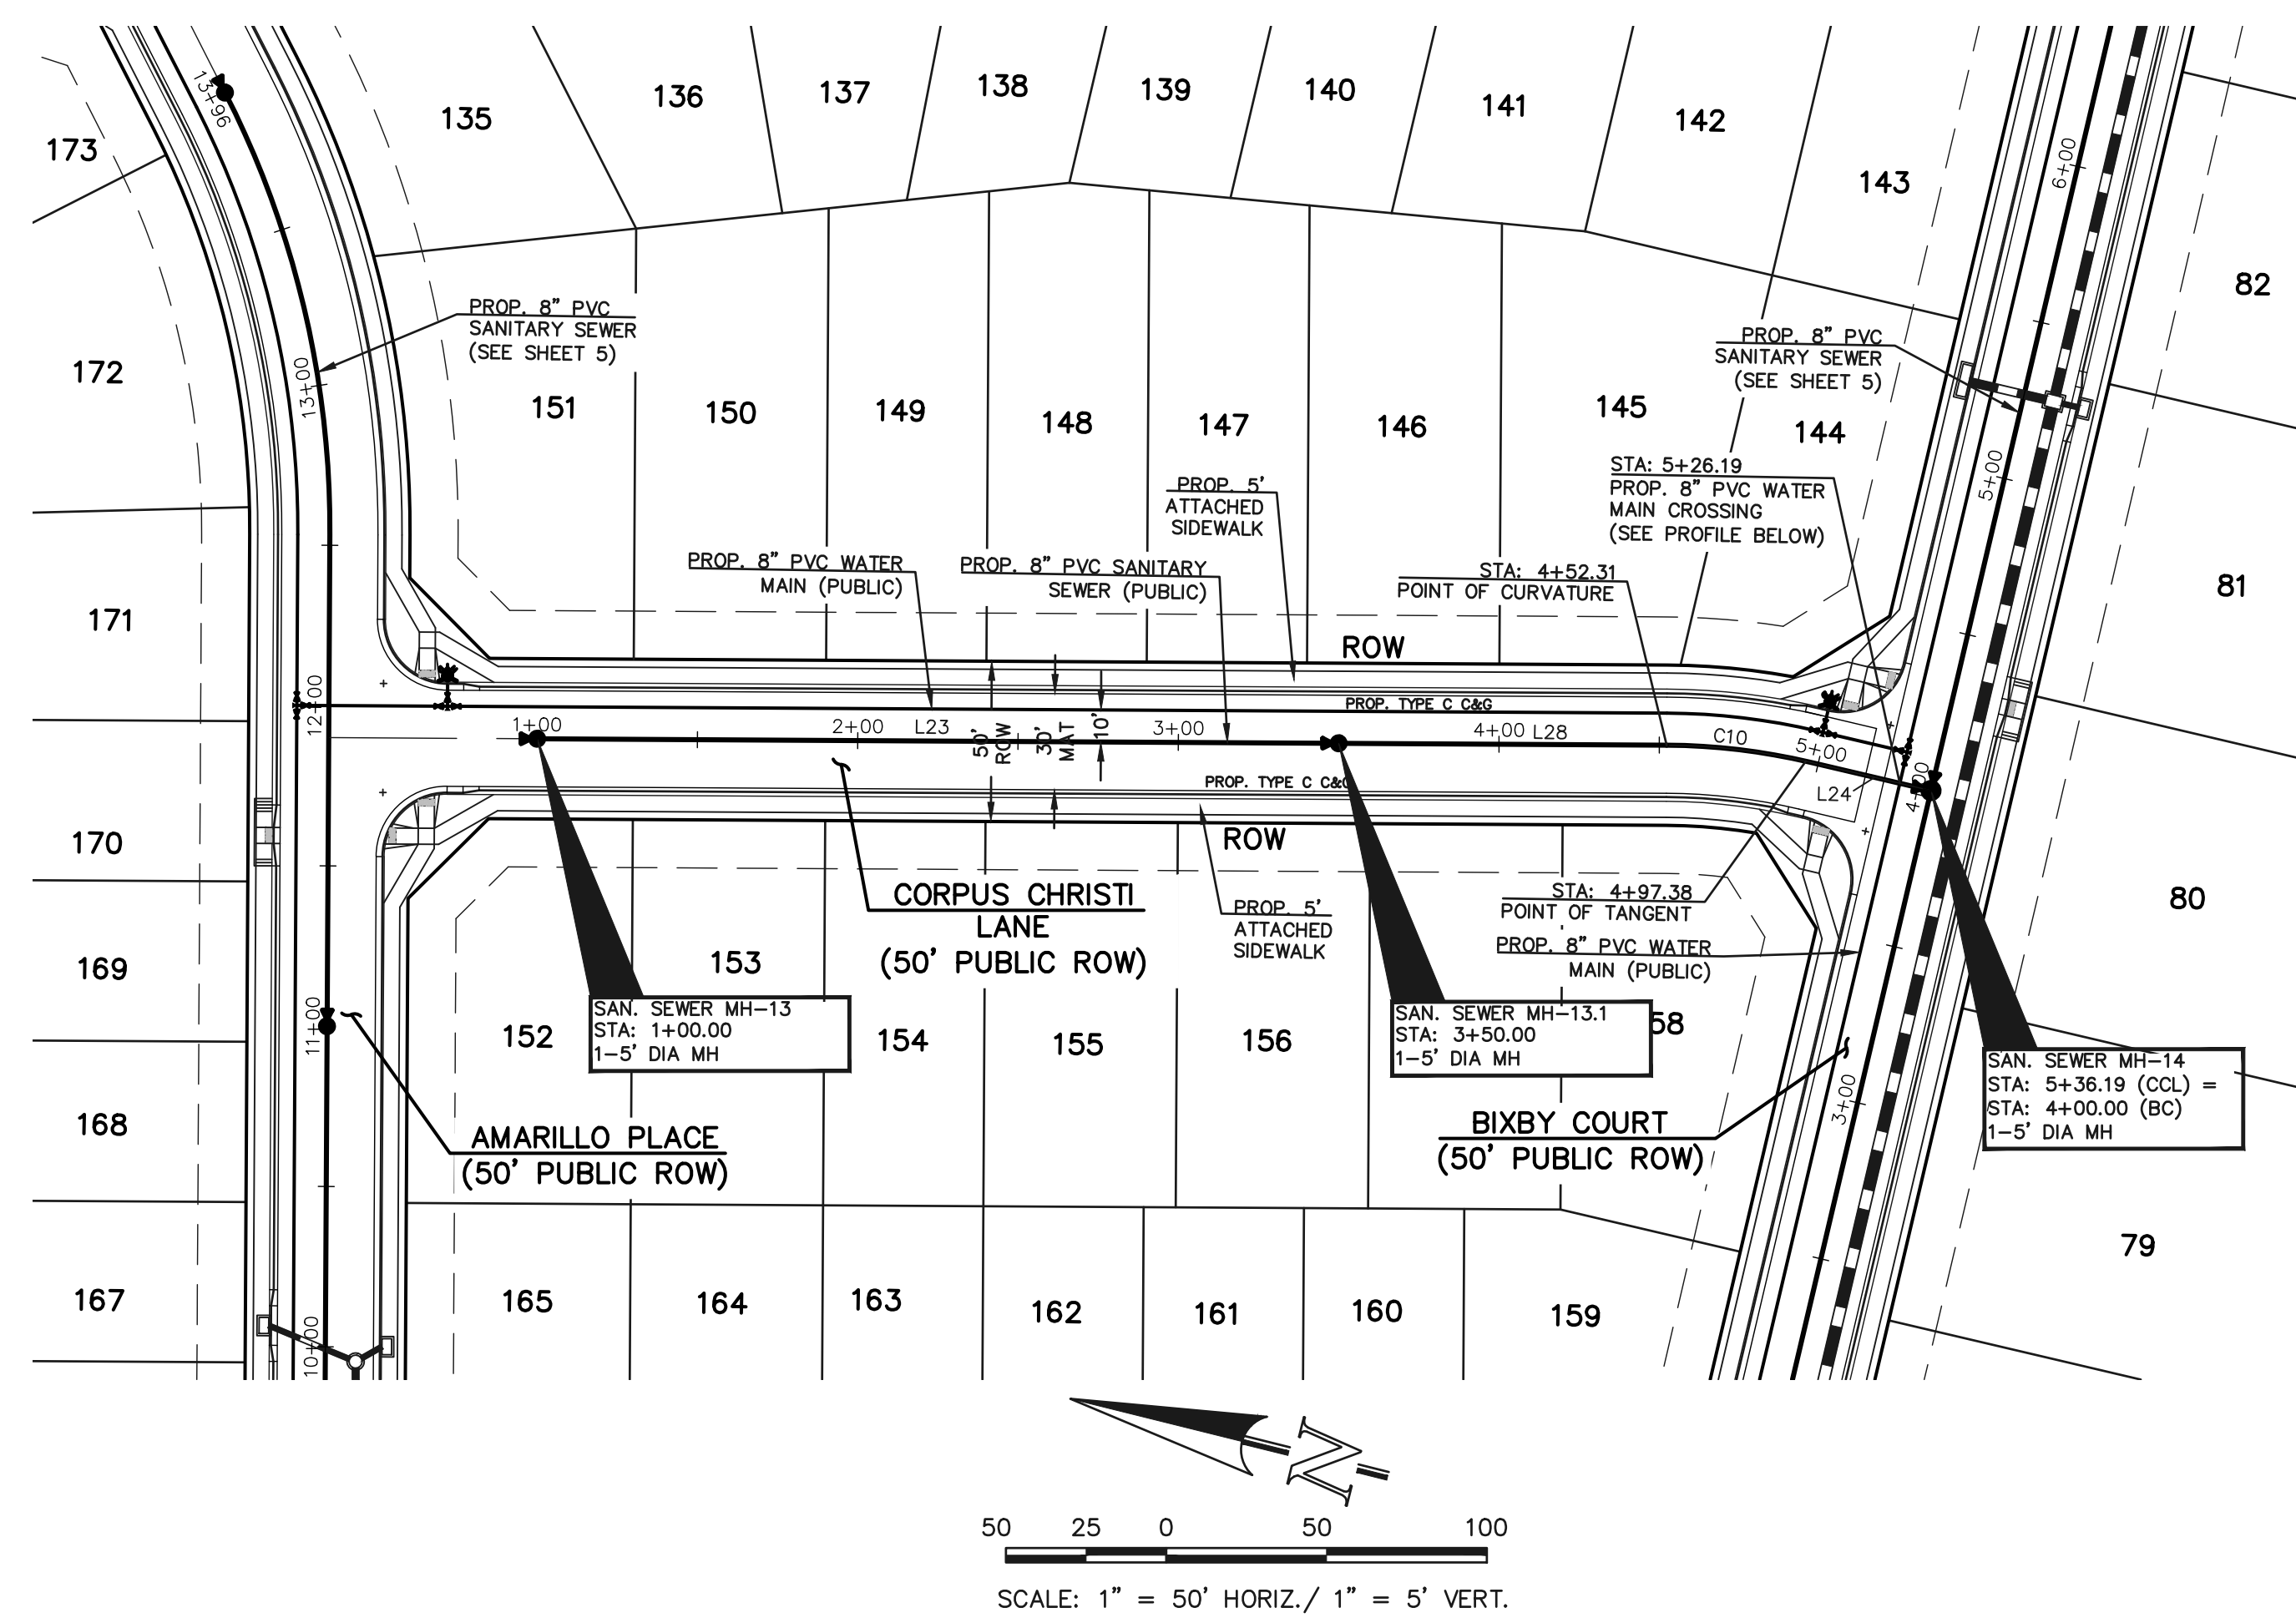 13+96
135
136
137
138
139
140
141
142
143
173
6+00
82
PROP. 8" PVC
SANITARY SEWER
(SEE SHEET 5)
PROP. 8" PVC
SANITARY SEWER
(SEE SHEET 5)
172
13+00
151
150
149
148
147
146
145
144
STA: 5+26.19
PROP. 8" PVC WATER
MAIN CROSSING
(SEE PROFILE BELOW)
5+00
PROP. 5'
ATTACHED
SIDEWALK
PROP. 8" PVC WATER
MAIN (PUBLIC)
PROP. 8" PVC SANITARY
SEWER (PUBLIC)
STA: 4+52.31
POINT OF CURVATURE
81
171
ROW
12+00
PROP. TYPE C C&G
1+00
2+00
L23
50'
ROW
30'
MAT
10'
3+00
4+00
L28
C10
5+00
PROP. TYPE C C&G
L24
4+00
170
ROW
CORPUS CHRISTI
LANE
(50' PUBLIC ROW)
PROP. 5'
ATTACHED
SIDEWALK
STA: 4+97.38
POINT OF TANGENT
PROP. 8" PVC WATER
MAIN (PUBLIC)
80
169
153
11+00
152
SAN. SEWER MH-13
STA: 1+00.00
1-5' DIA MH
154
155
156
SAN. SEWER MH-13.1
STA: 3+50.00
1-5' DIA MH
58
SAN. SEWER MH-14
STA: 5+36.19 (CCL) =
STA: 4+00.00 (BC)
1-5' DIA MH
168
AMARILLO PLACE
(50' PUBLIC ROW)
BIXBY COURT
(50' PUBLIC ROW)
3+00
79
167
10+00
165
164
163
162
161
160
159
N
50 25 0 50 100
SCALE: 1" = 50' HORIZ./ 1" = 5' VERT.